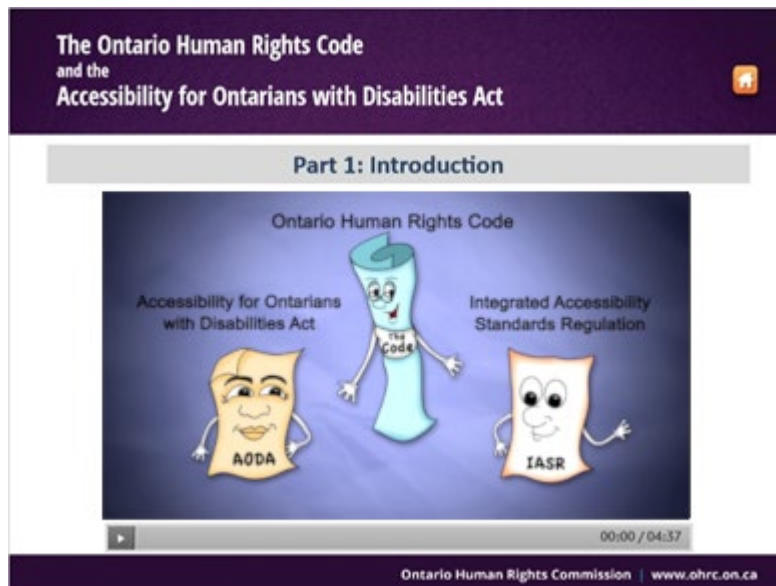 The Ontario Human Rights Code
and the
Accessibility for Ontarians with Disabilities Act
Part 1: Introduction
Ontario Human Rights Code
Accessibility for Ontarians
with Disabilities Act
Integrated Accessibility
Standards Regulation
The
Code
AODA
IASR
00:00 / 04:37
Ontario Human Rights Commission | www.ohrc.on.ca